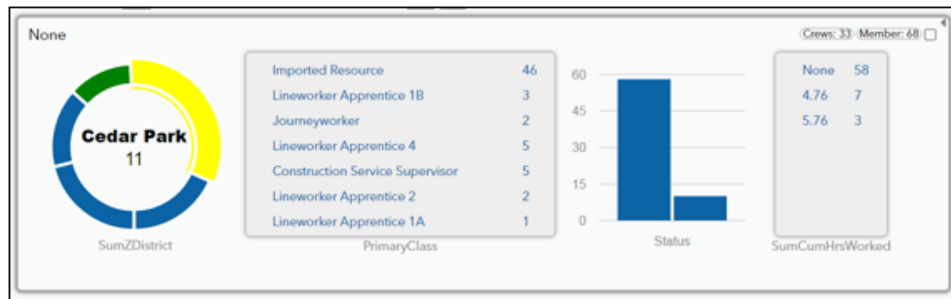 None
Crews: 33 Member: 68
Cedar Park
11
SumZDistrict
Imported Resource 46
Lineworker Apprentice 1B 3
Journeyworker 2
Lineworker Apprentice 4 5
Construction Service Supervisor 5
Lineworker Apprentice 2 2
Lineworker Apprentice 1A 1
PrimaryClass
60
45
30
15
0
Status
None 58
4.76 7
5.76 3
SumCumHrsWorked